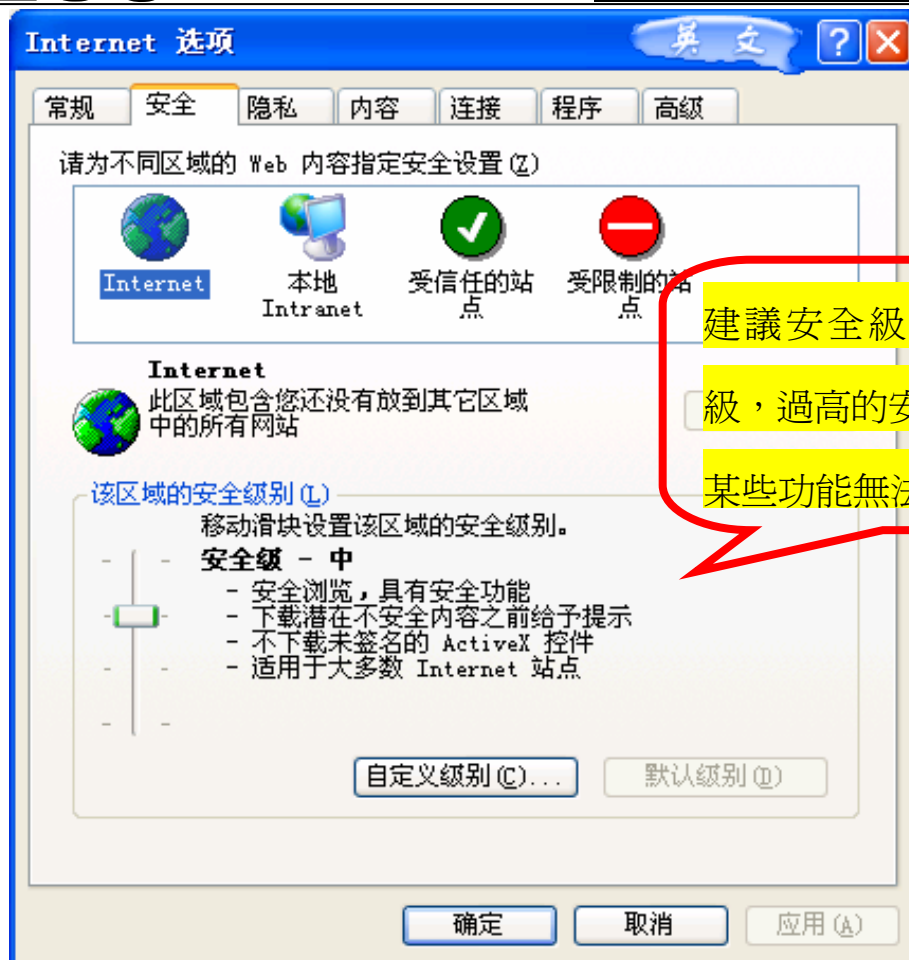 Internet 选项
英 文
常规 安全 隐私 内容 连接 程序 高级
请为不同区域的 Web 内容指定安全设置(Z)
Internet
本地
Intranet
受信任的站
点
受限制的站
点
建議安全級
級，過高的安
某些功能無法
Internet
此区域包含您还没有放到其它区域
中的所有网站
该区域的安全级别(L)
移动滑块设置该区域的安全级别。
安全级 - 中
- 安全浏览，具有安全功能
- 下载潜在不安全内容之前给予提示
- 不下载未签名的 ActiveX 控件
- 适用于大多数 Internet 站点
自定义级别(C)... 默认级别(D)
确定 取消 应用(A)